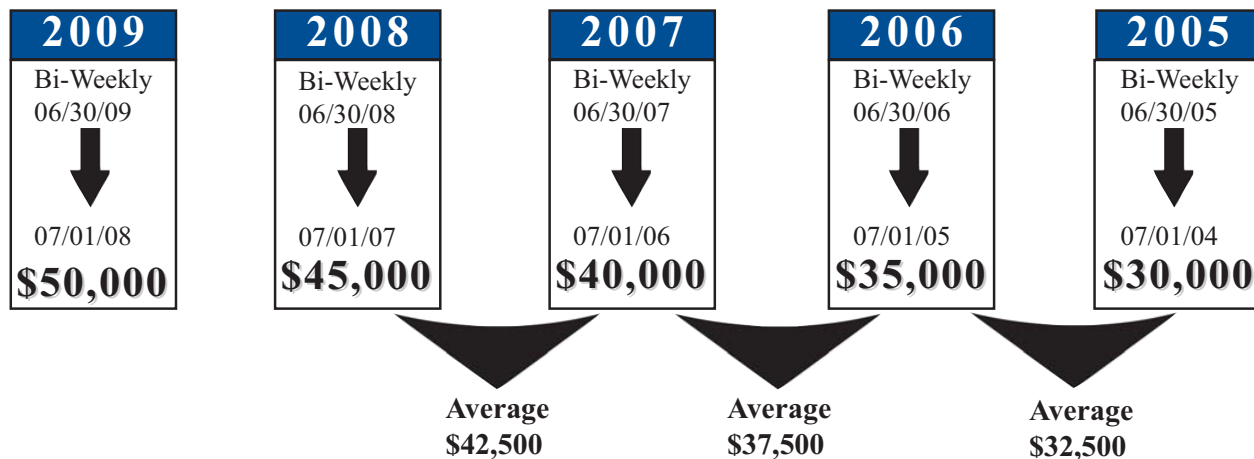 2009
Bi-Weekly
06/30/09
07/01/08
$50,000
2008
Bi-Weekly
06/30/08
07/01/07
$45,000
2007
Bi-Weekly
06/30/07
07/01/06
$40,000
2006
Bi-Weekly
06/30/06
07/01/05
$35,000
2005
Bi-Weekly
06/30/05
07/01/04
$30,000
Average
$42,500
Average
$37,500
Average
$32,500